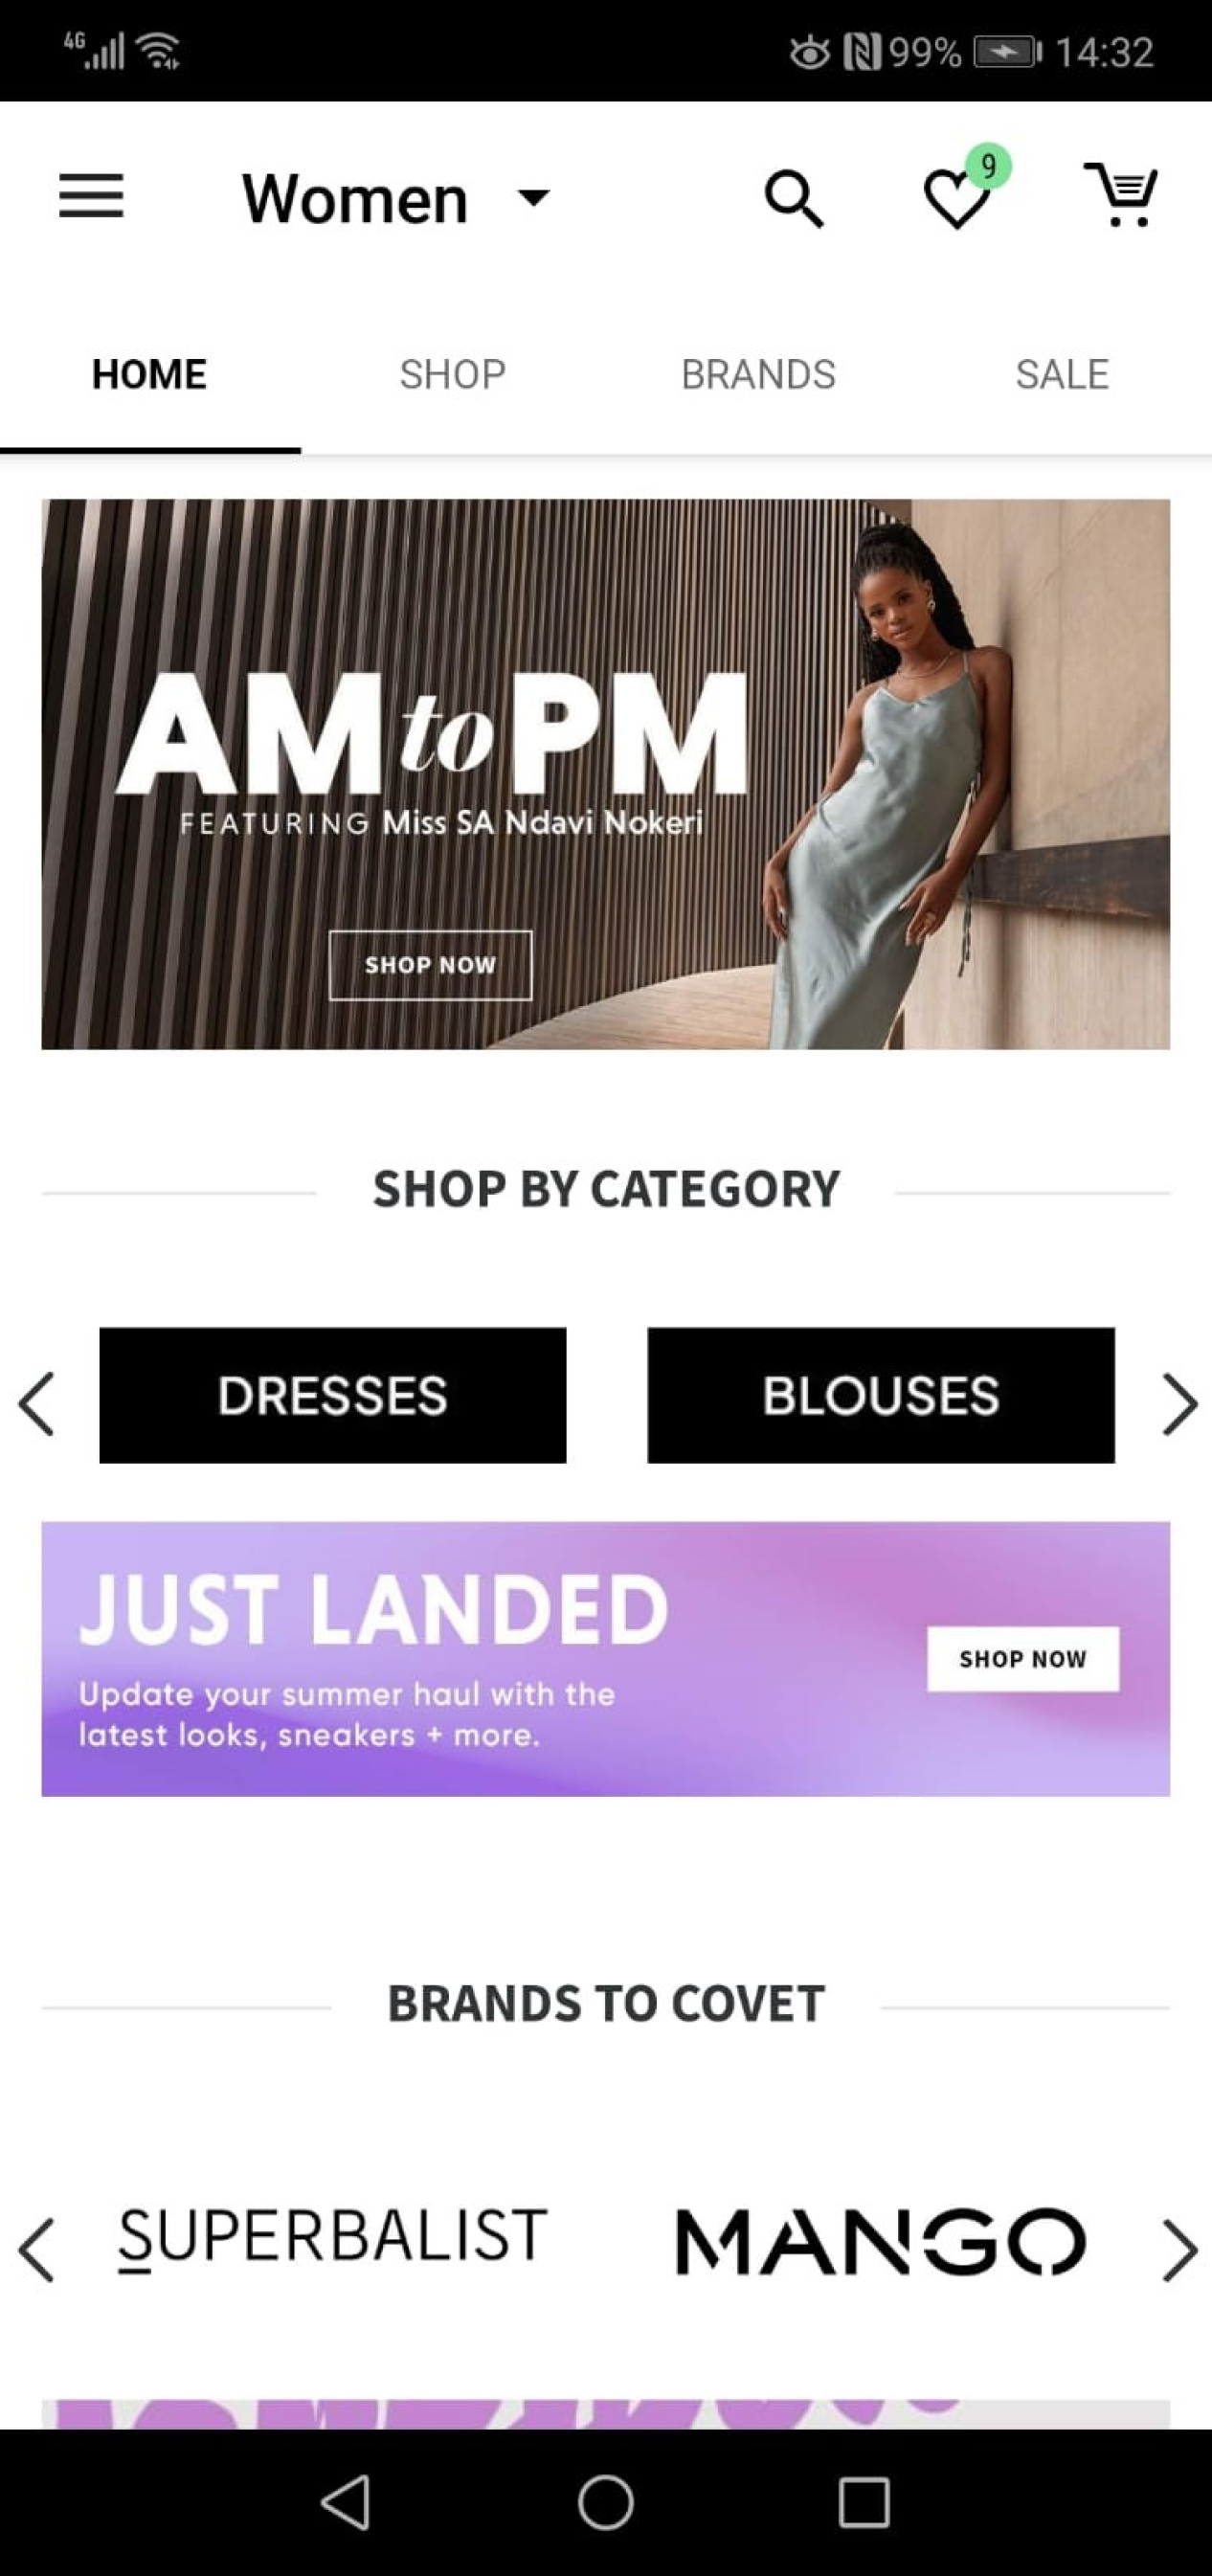 4G 99% 14:32
Women 9
HOME SHOP BRANDS SALE
AM to PM
FEATURING Miss SA Ndavi Nokeri
SHOP NOW
SHOP BY CATEGORY
DRESSES BLOUSES
JUST LANDED
SHOP NOW
Update your summer haul with the
latest looks, sneakers + more.
BRANDS TO COVET
SUPERBALIST MANGO